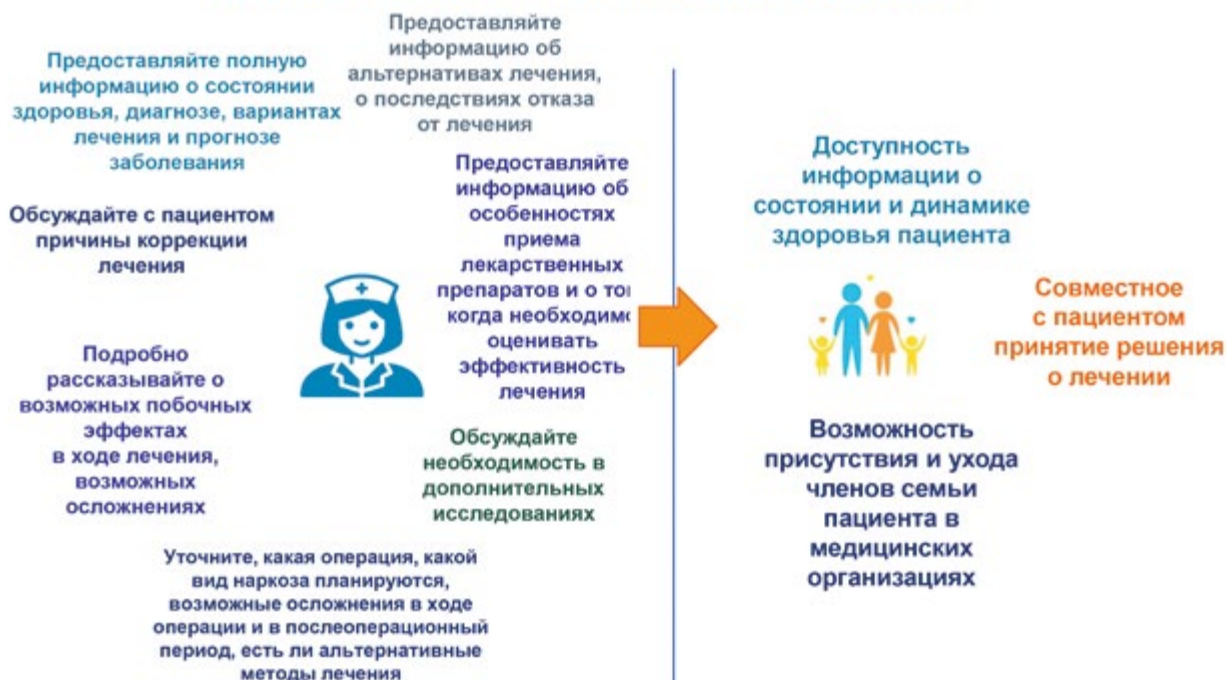 Предоставляйте полную
информацию о состоянии
здоровья, диагнозе, вариантах
лечения и прогнозе
заболевания
Предоставляйте
информацию об
альтернативах лечения,
о последствиях отказа
от лечения
Обсуждайте с пациентом
причины коррекции
лечения
Предоставляйте
информацию об
особенностях
приема
лекарственных
препаратов и о то
когда необходим
оценивать
эффективность
лечения
Подробно
рассказывайте о
возможных побочных
эффектах
в ходе лечения,
возможных
осложнениях
Обсуждайте
необходимость в
дополнительных
исследованиях
Уточните, какая операция, какой
вид наркоза планируются,
возможные осложнения в ходе
операции и в послеоперационный
период, есть ли альтернативные
методы лечения
Доступность
информации о
состоянии и динамике
здоровья пациента
Совместное
с пациентом
принятие решения
о лечении
Возможность
присутствия и ухода
членов семьи
пациента в
медицинских
организациях